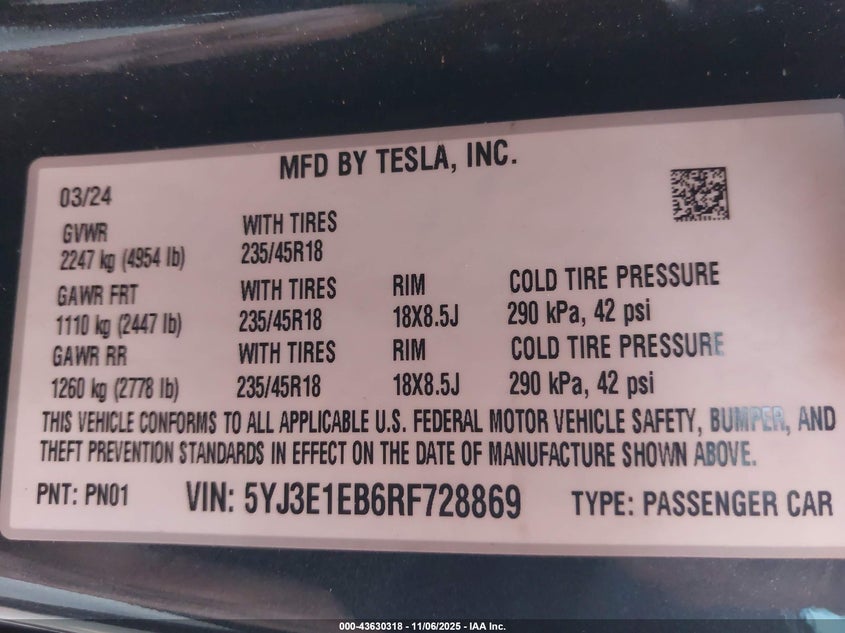 MFD BY TESLA, INC.
03/24
GVWR WITH TIRES
2247 kg (4954 lb) 235/45R18
GAWR FRT WITH TIRES RIM COLD TIRE PRESSURE
1110 kg (2447 lb) 235/45R18 18X8.5J 290 kPa, 42 psi
GAWR RR WITH TIRES RIM COLD TIRE PRESSURE
1260 kg (2778 lb) 235/45R18 18X8.5J 290 kPa, 42 psi
THIS VEHICLE CONFORMS TO ALL APPLICABLE U.S. FEDERAL MOTOR VEHICLE SAFETY, BUMPER, AND
THEFT PREVENTION STANDARDS IN EFFECT ON THE DATE OF MANUFACTURE SHOWN ABOVE.
PNT: PN01 VIN: 5YJ3E1EB6RF728869 TYPE: PASSENGER CAR
000-43630318 - 11/06/2025 - IAA Inc.